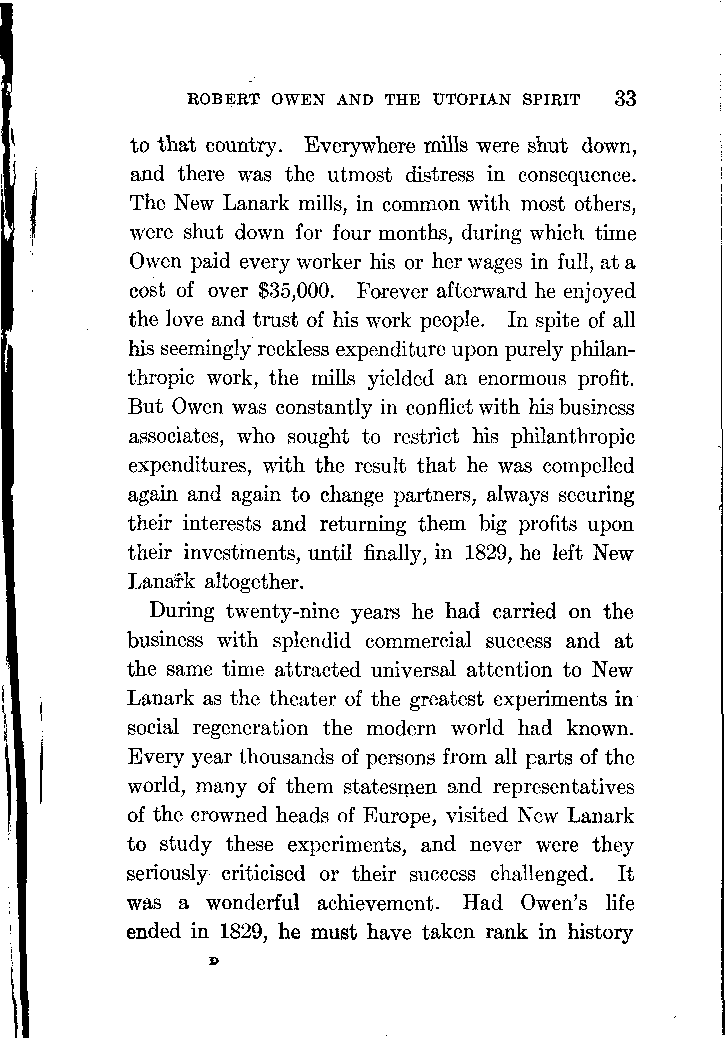 ROBERT OWEN AND THE UTOPIAN SPIRIT 33
to that country. Everywhere mills were shut down,
and there was the utmost distress in consequence.
The New Lanark mills, in common with most others,
were shut down for four months, during which time
Owen paid every worker his or her wages in full, at a
cost of over $35,000. Forever afterward he enjoyed
the love and trust of his work people. In spite of all
his seemingly reckless expenditure upon purely philan-
thropic work, the mills yielded an enormous profit.
But Owen was constantly in conflict with his business
associates, who sought to restrict his philanthropic
expenditures, with the result that he was compelled
again and again to change partners, always securing
their interests and returning them big profits upon
their investments, until finally, in 1829, he left New
Lanark altogether.
During twenty-nine years he had carried on the
business with splendid commercial success and at
the same time attracted universal attention to New
Lanark as the theater of the greatest experiments in
social regeneration the modern world had known.
Every year thousands of persons from all parts of the
world, many of them statesmen and representatives
of the crowned heads of Europe, visited New Lanark
to study these experiments, and never were they
seriously criticised or their success challenged. It
was a wonderful achievement. Had Owen's life
ended in 1829, he must have taken rank in history
D